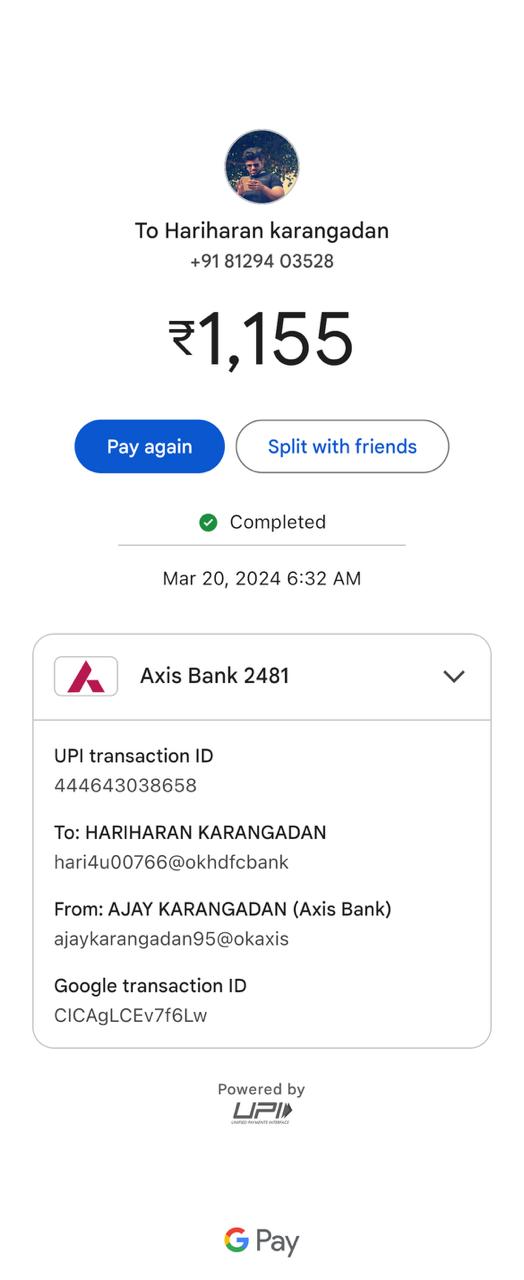 To Hariharan karangadan
+91 81294 03528
₹1,155
Pay again
Split with friends
Completed
Mar 20, 2024 6:32 AM
Axis Bank 2481
UPI transaction ID
444643038658
To: HARIHARAN KARANGADAN
hari4u00766@okhdfcbank
From: AJAY KARANGADAN (Axis Bank)
ajaykarangadan95@okaxis
Google transaction ID
CICAgLCEv7f6Lw
Powered by
UPI
UNIFIED PAYMENTS INTERFACE
G Pay